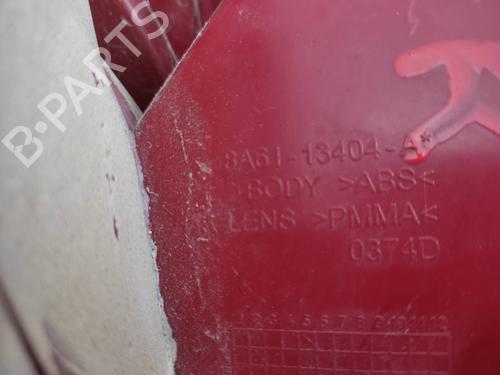 B-PARTS
8A61-13404-A
BODY >ABS<
LENS >PMMA<
0374D
1 2 3 4 5 6 7 8 9 10 11 12